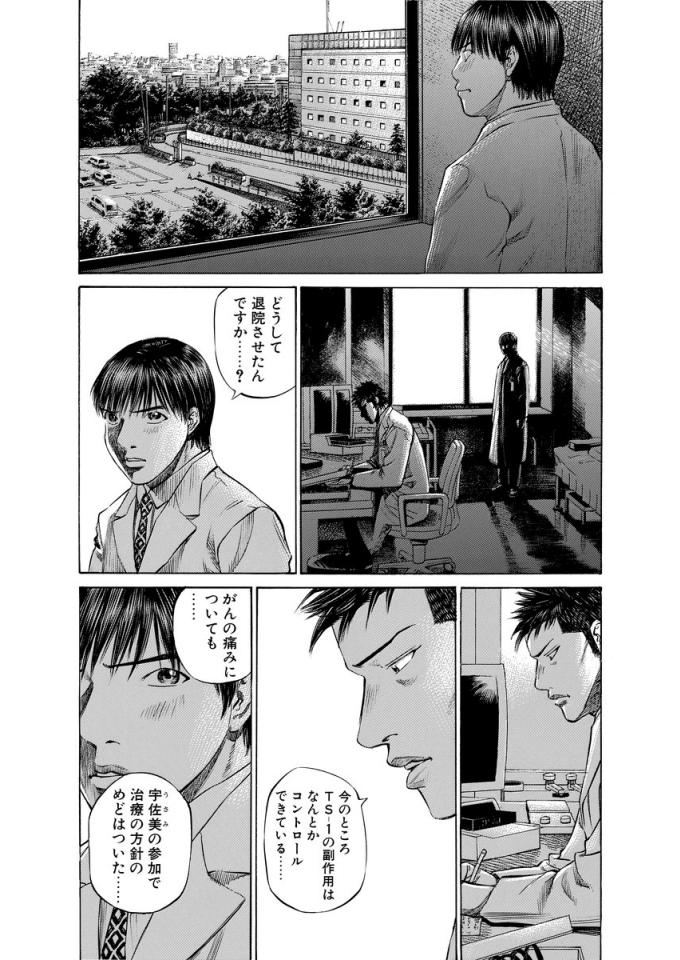 どうして
退院させたん
ですか……？
今のところ
TS-1の副作用は
なんとか
コントロール
できている……
がんの痛みに
ついても
……
宇佐美の参加で
うさみ
治療の方針の
めどはついた……